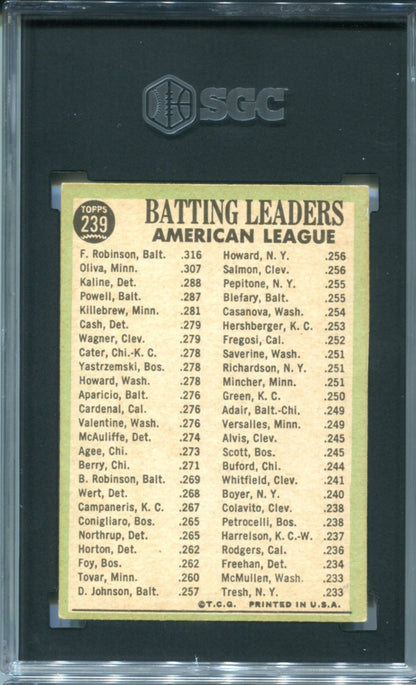 SGC
TOPPS
239
BATTING LEADERS
AMERICAN LEAGUE
F. Robinson, Balt. .316
Oliva, Minn. .307
Kaline, Det. .288
Powell, Balt. .287
Killebrew, Minn. .281
Cash, Det. .279
Wagner, Clev. .279
Cater, Chi.-K. C. .278
Yastrzemski, Bos. .278
Howard, Wash. .278
Aparicio, Balt. .276
Cardenal, Cal. .276
Valentine, Wash. .276
McAuliffe, Det. .274
Agee, Chi. .273
Berry, Chi. .271
B. Robinson, Balt. .269
Wert, Det. .268
Campaneris, K. C. .267
Conigliaro, Bos. .265
Northrup, Det. .265
Horton, Det. .262
Foy, Bos. .262
Tovar, Minn. .260
D. Johnson, Balt. .257
Howard, N. Y. .256
Salmon, Clev. .256
Pepitone, N. Y. .255
Blefary, Balt. .255
Casanova, Wash. .254
Hershberger, K. C. .253
Fregosi, Cal. .252
Saverine, Wash. .251
Richardson, N. Y. .251
Mincher, Minn. .251
Green, K. C. .250
Adair, Balt.-Chi. .249
Versalles, Minn. .249
Alvis, Clev. .245
Scott, Bos. .245
Buford, Chi. .244
Whitfield, Clev. .241
Boyer, N. Y. .240
Colavito, Clev. .238
Petrocelli, Bos. .238
Harrelson, K. C.-W. .237
Rodgers, Cal. .236
Freehan, Det. .234
McMullen, Wash. .233
Tresh, N. Y. .233
©T.C.G. PRINTED IN U.S.A.